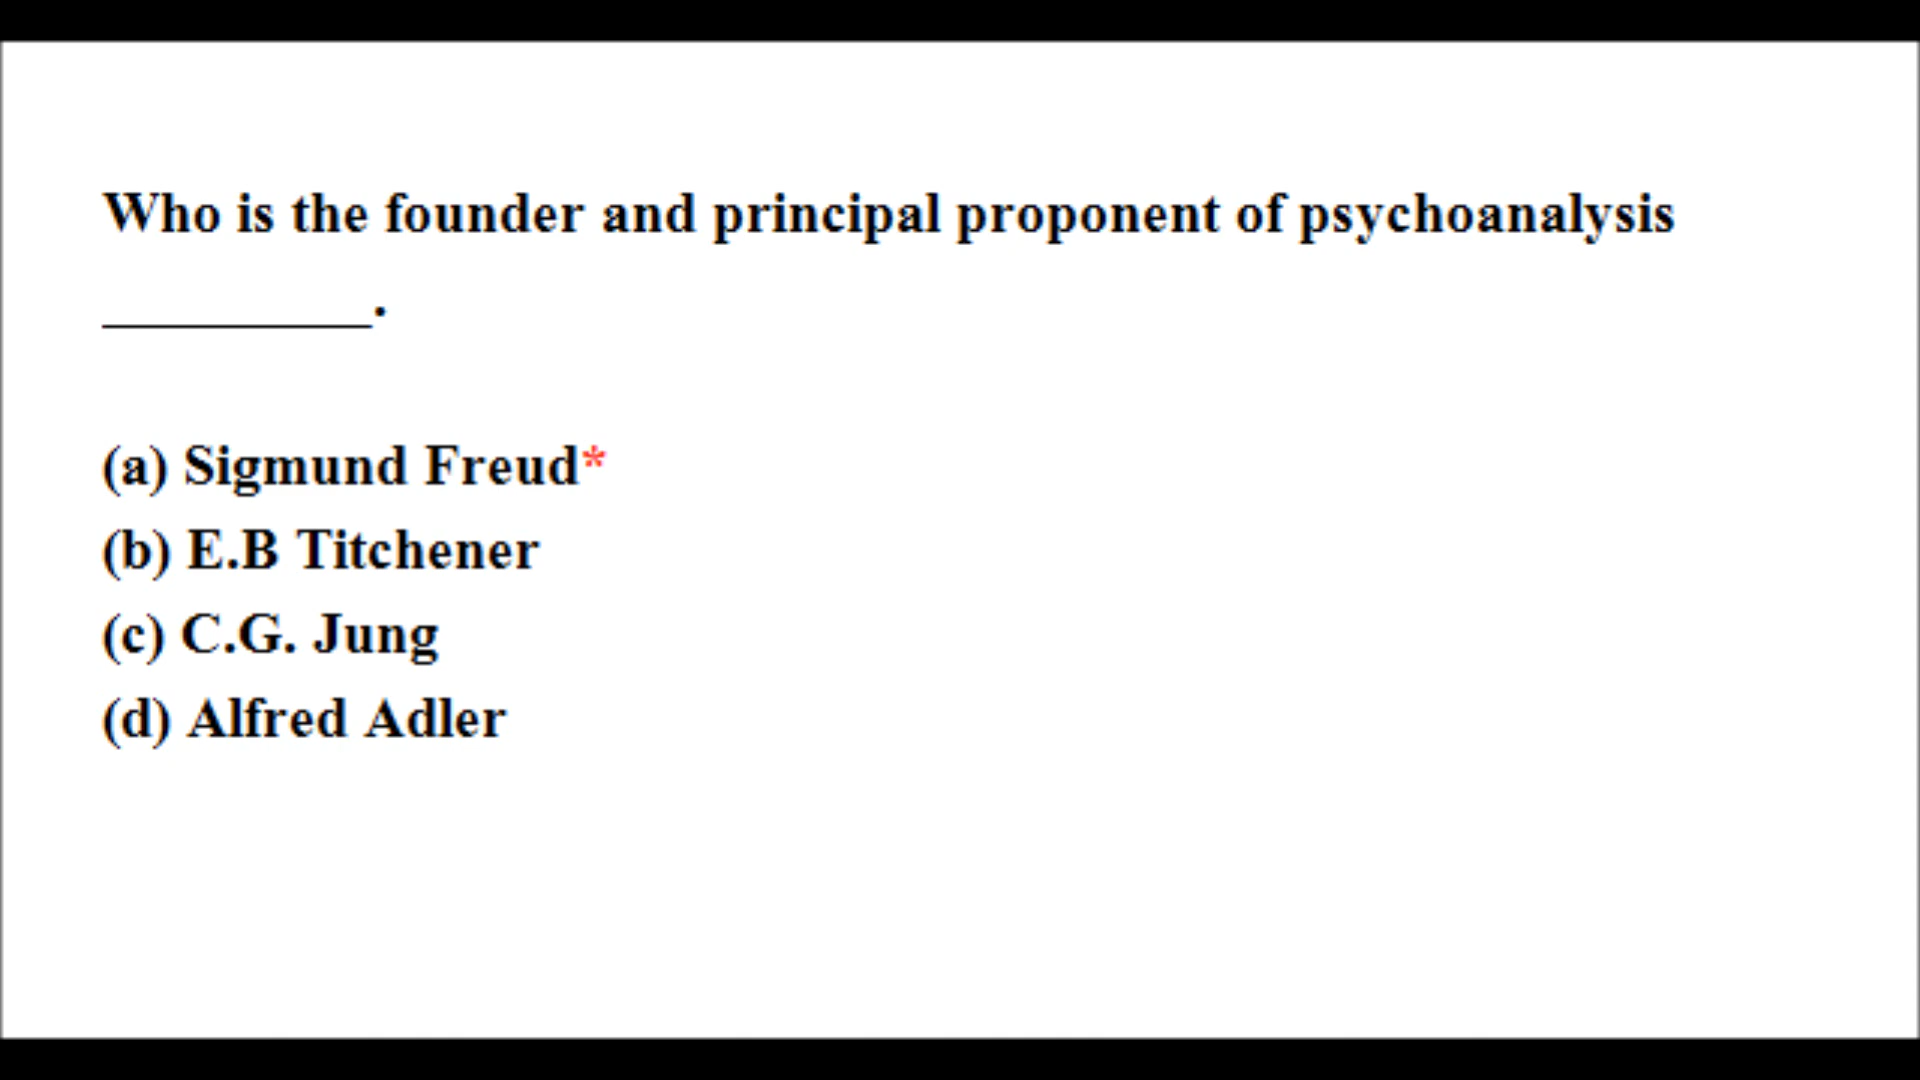 Who is the founder and principal proponent of psychoanalysis
_________.
(a) Sigmund Freud*
(b) E.B Titchener
(c) C.G. Jung
(d) Alfred Adler